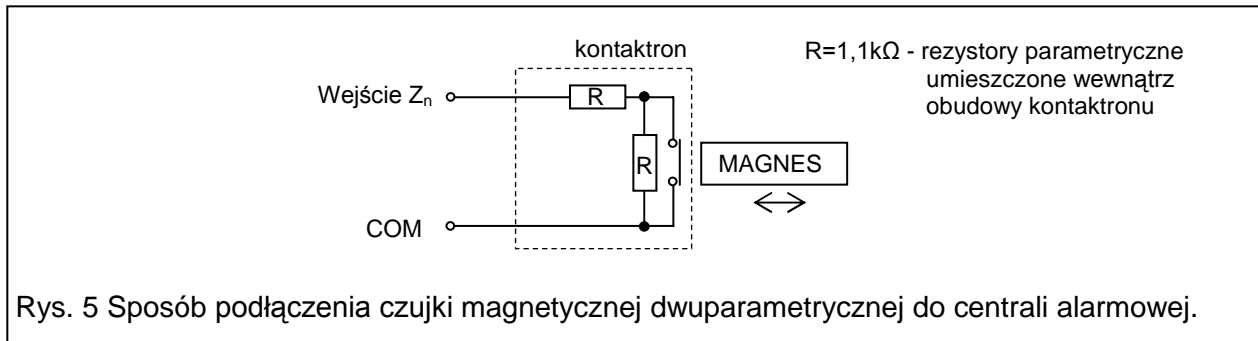 kontaktron
R=1,1kΩ - rezystory parametryczne
umieszczone wewnątrz
obudowy kontaktronu
Wejście Zn
R
R
MAGNES
COM
Rys. 5 Sposób podłączenia czujki magnetycznej dwuparametrycznej do centrali alarmowej.